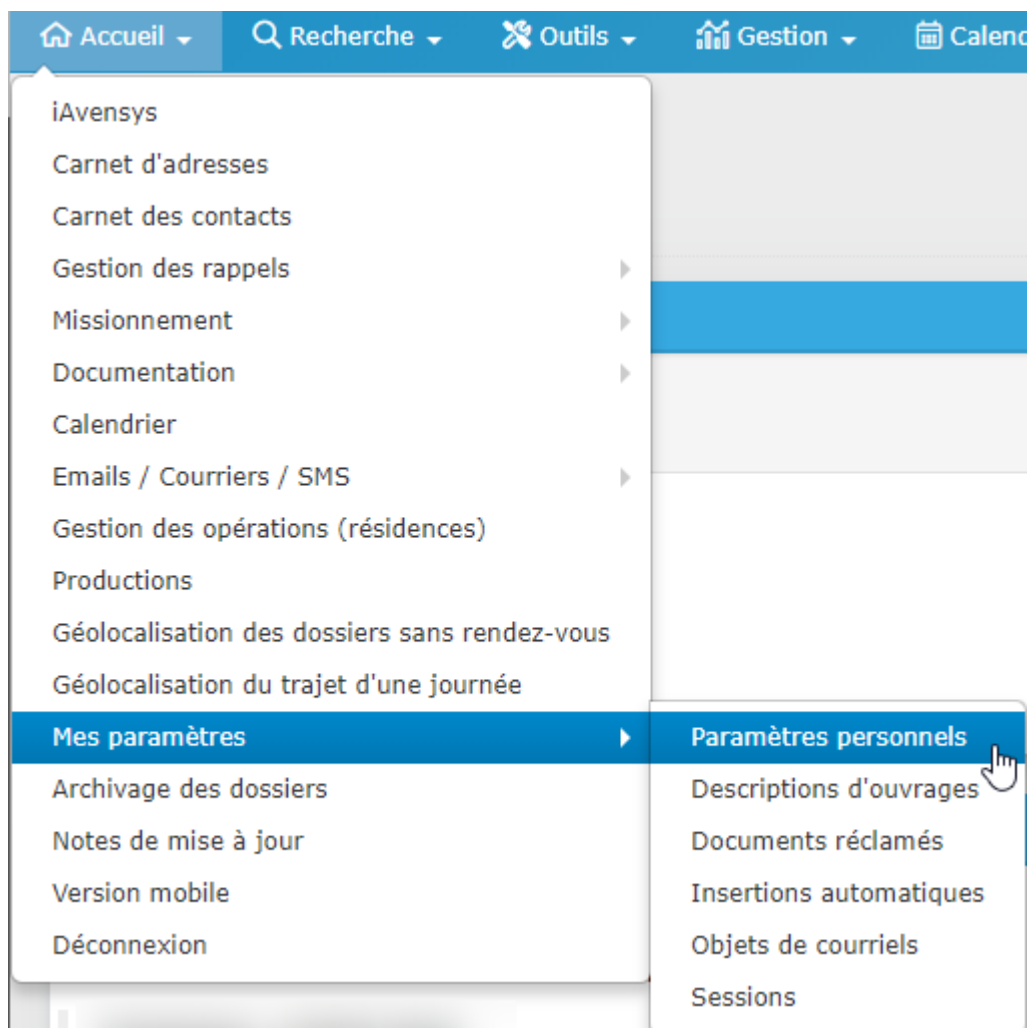 Accueil Recherche Outils Gestion
iAvensys
Carnet d'adresses
Carnet des contacts
Gestion des rappels
Missionnement
Documentation
Calendrier
Emails / Courriers / SMS
Gestion des opérations (résidences)
Productions
Géolocalisation des dossiers sans rendez-vous
Géolocalisation du trajet d'une journée
Mes paramètres
Archivage des dossiers
Notes de mise à jour
Version mobile
Déconnexion
Paramètres personnels
Descriptions d'ouvrages
Documents réclamés
Insertions automatiques
Objets de courriels
Sessions